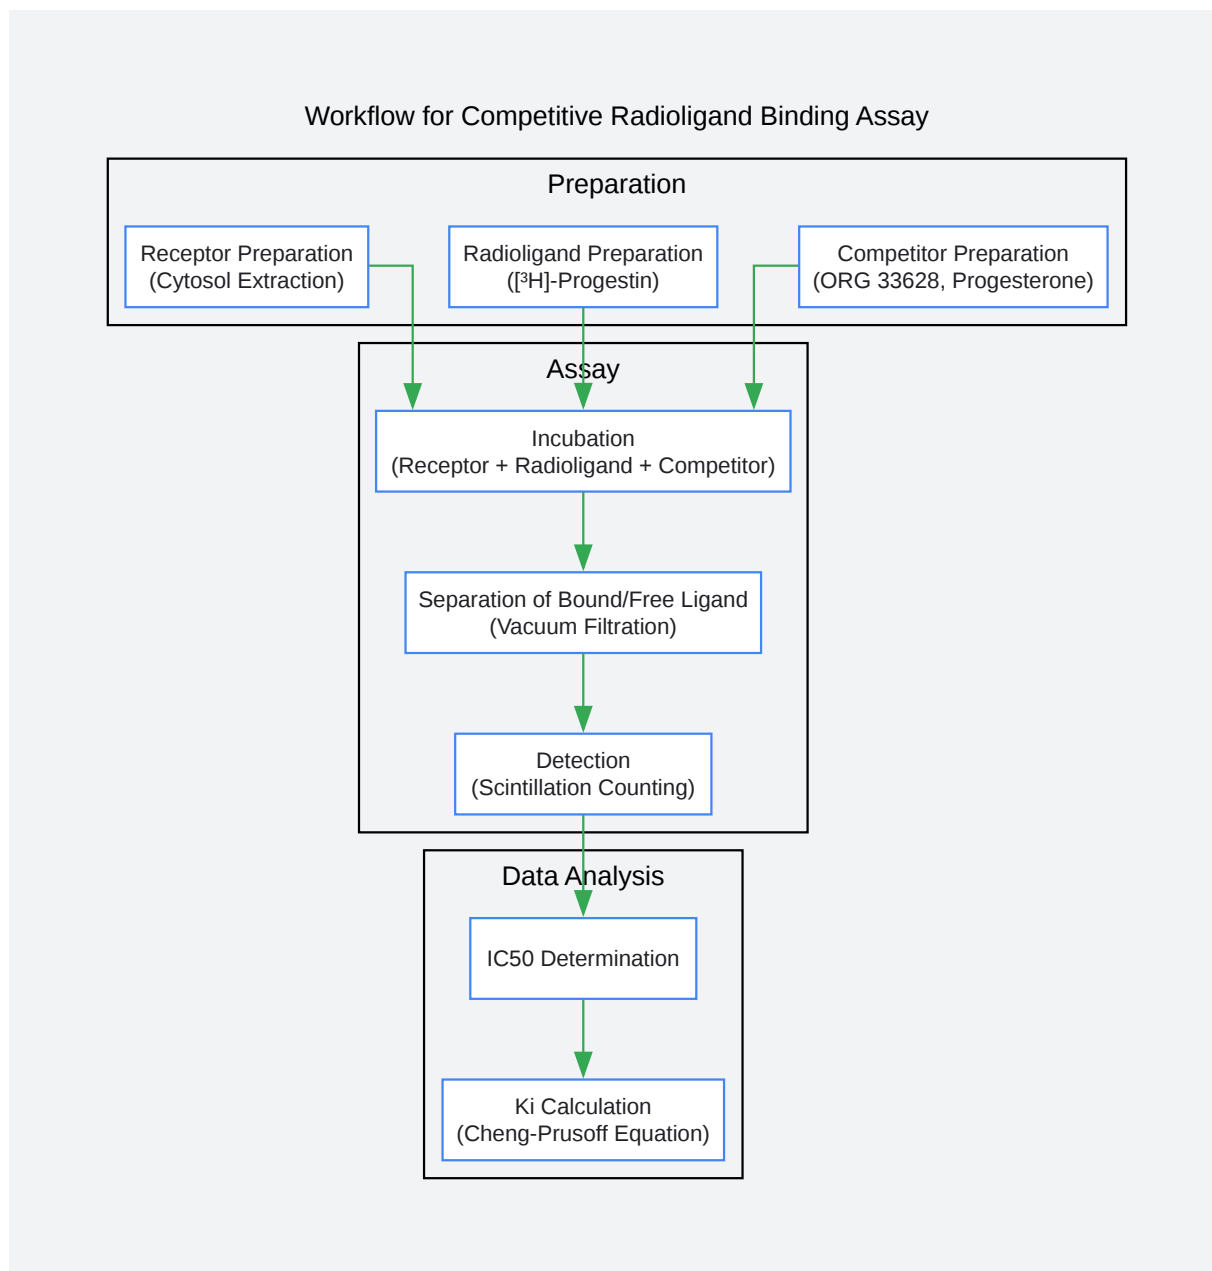 Workflow for Competitive Radioligand Binding Assay
Preparation
Receptor Preparation
(Cytosol Extraction)
Radioligand Preparation
([³H]-Progestin)
Competitor Preparation
(ORG 33628, Progesterone)
Assay
Incubation
(Receptor + Radioligand + Competitor)
Separation of Bound/Free Ligand
(Vacuum Filtration)
Detection
(Scintillation Counting)
Data Analysis
IC50 Determination
Ki Calculation
(Cheng-Prusoff Equation)